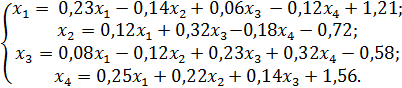 x₁ = 0,23x₁ − 0,14x₂ + 0,06x₃ − 0,12x₄ + 1,21;
x₂ = 0,12x₁ + 0,32x₃−0,18x₄ − 0,72;
x₃ = 0,08x₁ − 0,12x₂ + 0,23x₃ + 0,32x₄ − 0,58;
x₄ = 0,25x₁ + 0,22x₂ + 0,14x₃ + 1,56.